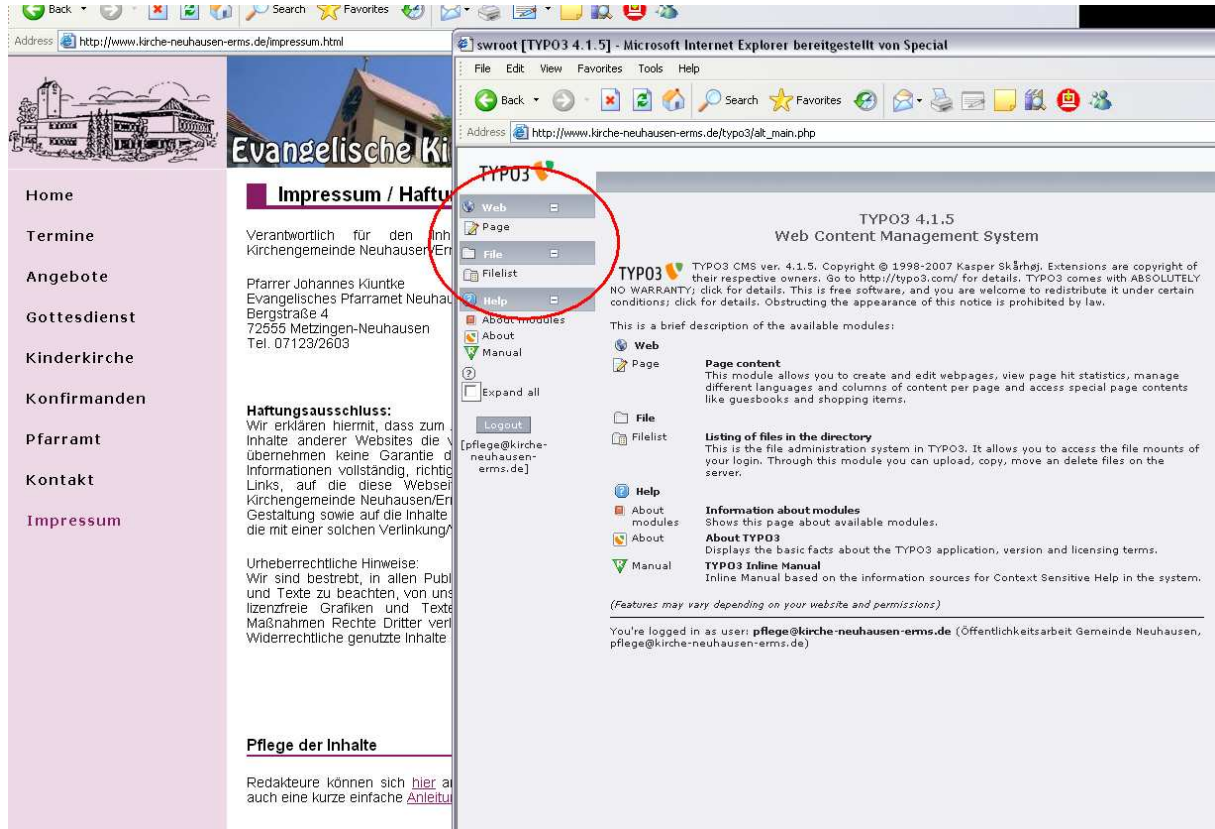 Back
Search
Favorites
Address http://www.kirche-neuhausen-erms.de/impressum.html
Evangelische Ki
Home
Termine
Angebote
Gottesdienst
Kinderkirche
Konfirmanden
Pfarramt
Kontakt
Impressum
Impressum / Haftu
Verantwortlich für den Inh
Kirchengemeinde Neuhausen/Er
Pfarrer Johannes Kluntke
Evangelisches Pfarramet Neuhau
Bergstraße 4
72555 Metzingen-Neuhausen
Tel. 07123/2603
Haftungsausschluss:
Wir erklären hiermit, dass zum
Inhalte anderer Websites die v
übernehmen keine Garantie d
Informationen vollständig, richtig
Links, auf die diese Webseit
Kirchengemeinde Neuhausen/Er
Gestaltung sowie auf die Inhalte
die mit einer solchen Verlinkung/
Urheberrechtliche Hinweise:
Wir sind bestrebt, in allen Publ
und Texte zu beachten, von uns
lizenzfreie Grafiken und Texte
Maßnahmen Rechte Dritter verl
Widerrechtliche genutzte Inhalte
Pflege der Inhalte
Redakteure können sich hier a
auch eine kurze einfache Anleitu
swroot [TYPO3 4.1.5] - Microsoft Internet Explorer bereitgestellt von Special
File Edit View Favorites Tools Help
Back Search Favorites
Address http://www.kirche-neuhausen-erms.de/typo3/alt_main.php
TYPO3
Web
Page
File
Filelist
Help
About modules
About
Manual
Expand all
Logout
[pflege@kirche-
neuhausen-
erms.de]
TYPO3 4.1.5
Web Content Management System
TYPO3 TYPO3 CMS ver. 4.1.5. Copyright © 1998-2007 Kasper Skårhøj. Extensions are copyright of
their respective owners. Go to http://typo3.com/ for details. TYPO3 comes with ABSOLUTELY
NO WARRANTY; click for details. This is free software, and you are welcome to redistribute it under certain
conditions; click for details. Obstructing the appearance of this notice is prohibited by law.
This is a brief description of the available modules:
Web
Page Page content
This module allows you to create and edit webpages, view page hit statistics, manage
different languages and columns of content per page and access special page contents
like guesbooks and shopping items.
File
Filelist Listing of files in the directory
This is the file administration system in TYPO3. It allows you to access the file mounts of
your login. Through this module you can upload, copy, move an delete files on the
server.
Help
About Information about modules
modules Shows this page about available modules.
About About TYPO3
Displays the basic facts about the TYPO3 application, version and licensing terms.
Manual TYPO3 Inline Manual
Inline Manual based on the information sources for Context Sensitive Help in the system.
(Features may vary depending on your website and permissions)
You're logged in as user: pflege@kirche-neuhausen-erms.de (Öffentlichkeitsarbeit Gemeinde Neuhausen,
pflege@kirche-neuhausen-erms.de)